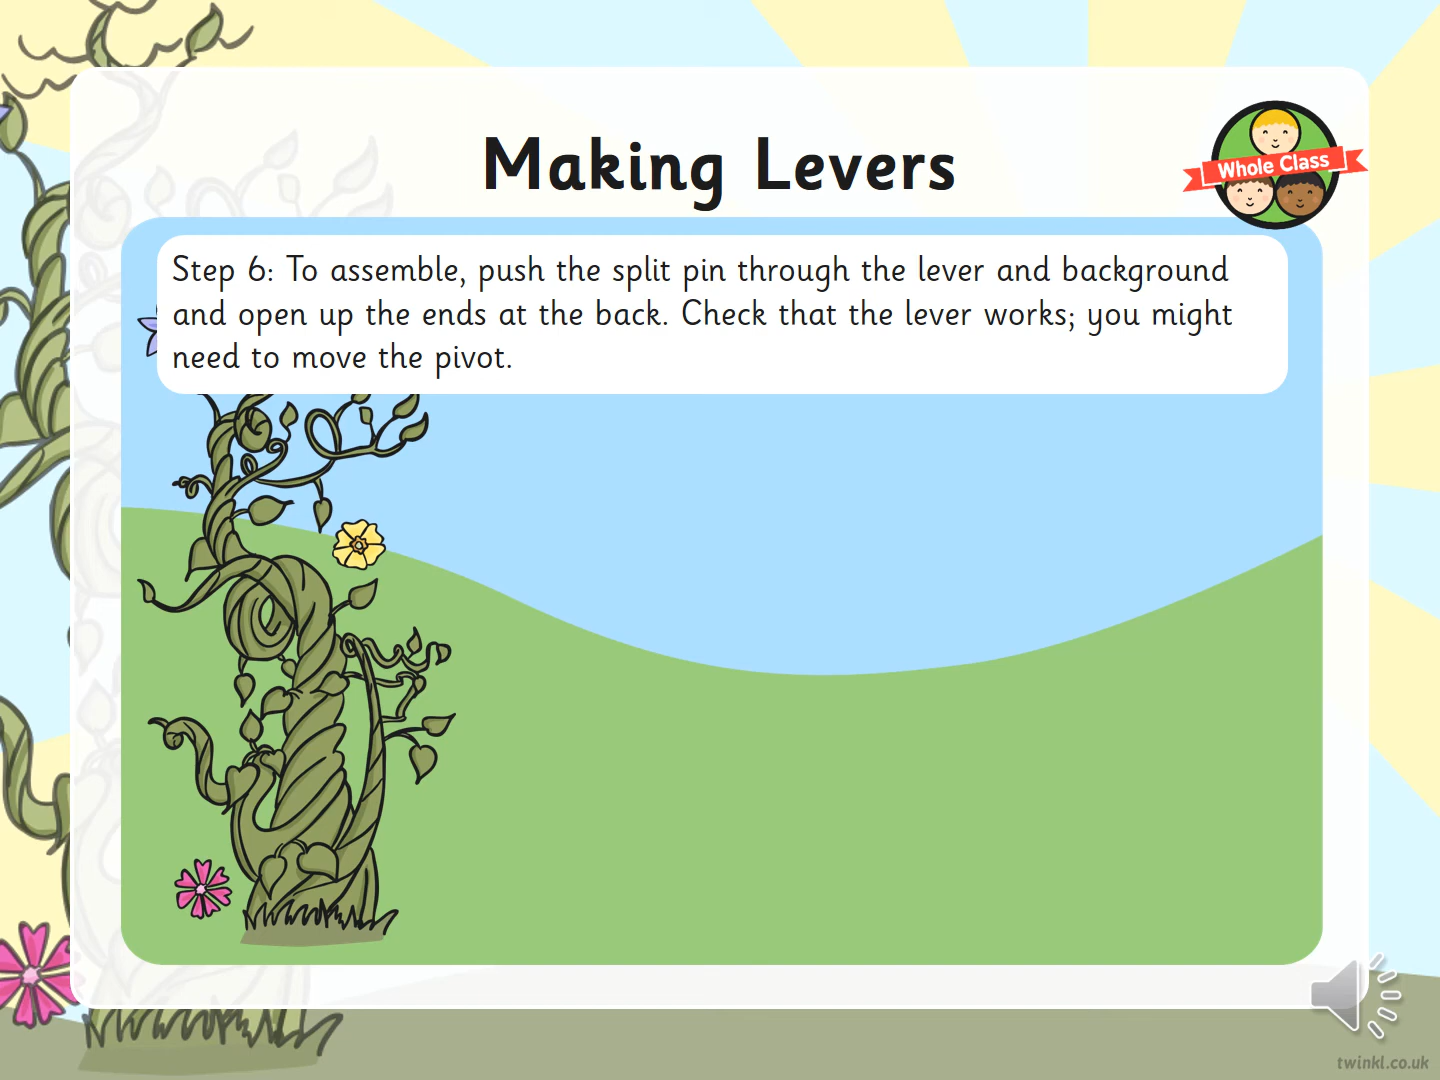 Making Levers
Whole Class
Step 6: To assemble, push the split pin through the lever and background
and open up the ends at the back. Check that the lever works; you might
need to move the pivot.
twinkl.co.uk